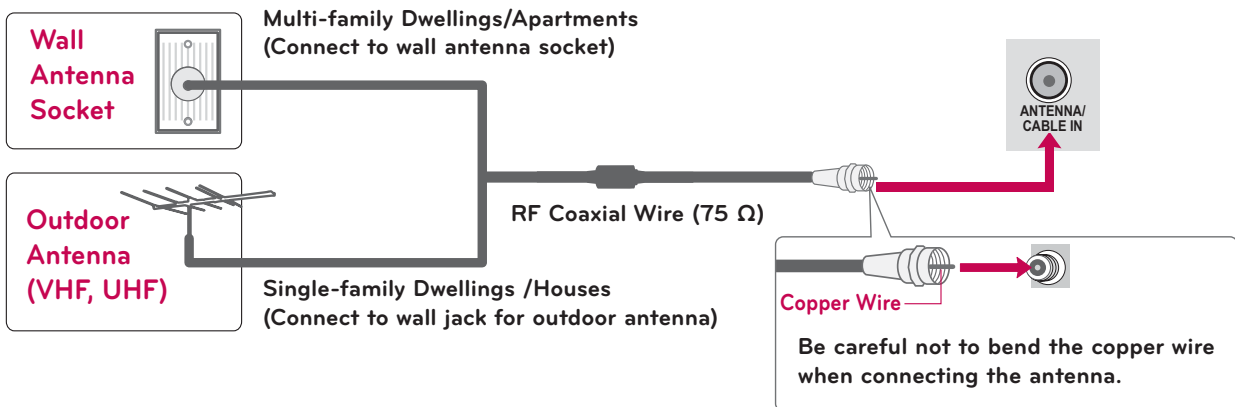 Wall
Antenna
Socket
Multi-family Dwellings/Apartments
(Connect to wall antenna socket)
ANTENNA/
CABLE IN
Outdoor
Antenna
(VHF, UHF)
RF Coaxial Wire (75 Ω)
Single-family Dwellings /Houses
(Connect to wall jack for outdoor antenna)
Copper Wire
Be careful not to bend the copper wire
when connecting the antenna.